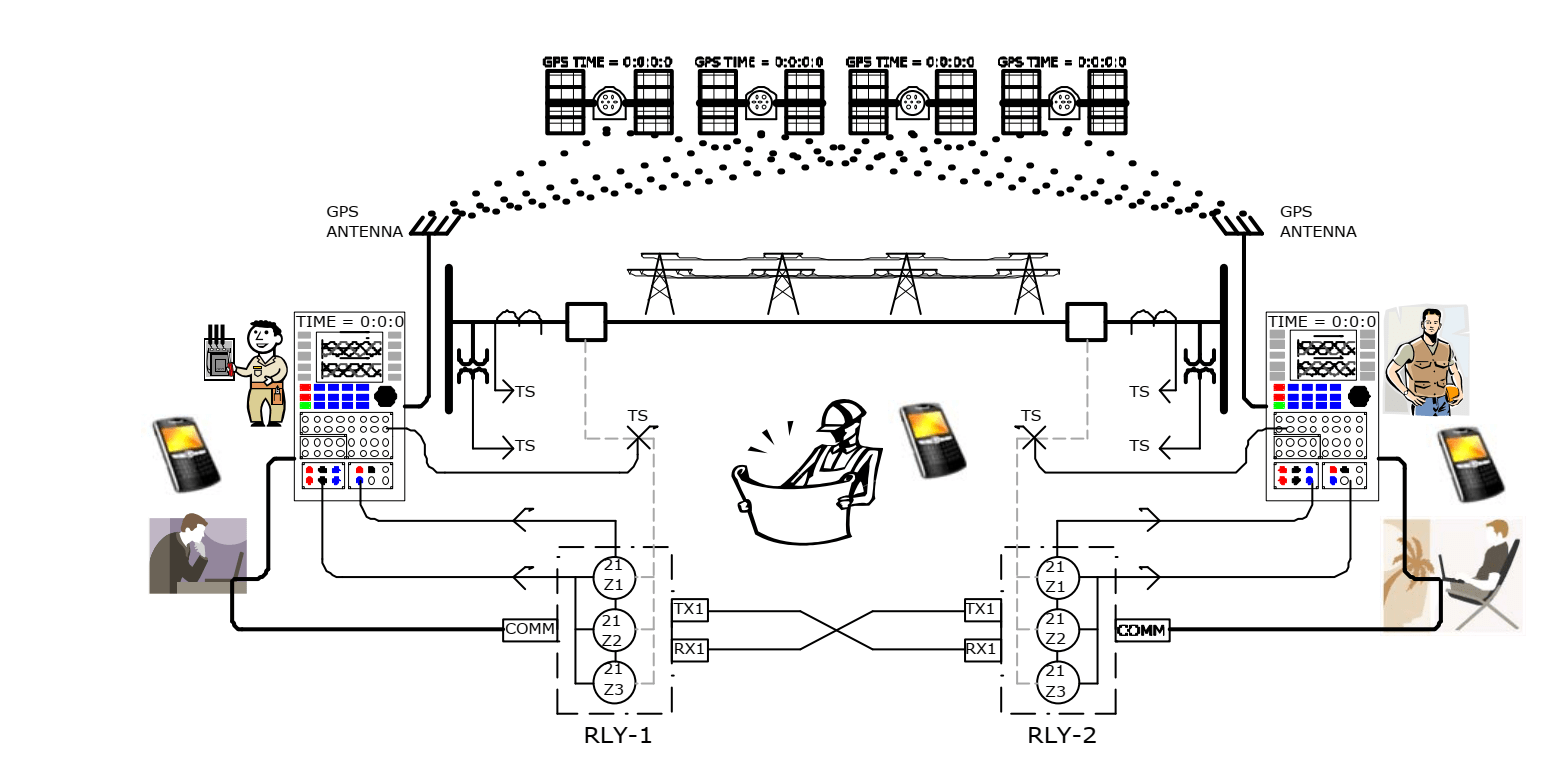 GPS TIME = 0:0:0:0
GPS TIME = 0:0:0:0
GPS TIME = 0:0:0:0
GPS TIME = 0:0:0:0
GPS
ANTENNA
GPS
ANTENNA
TIME = 0:0:0
TIME = 0:0:0
TS
TS
TS
TS
TS
TS
21
Z1
21
Z2
21
Z3
COMM
TX1
RX1
TX1
RX1
21
Z1
21
Z2
21
Z3
COMM
RLY-1
RLY-2